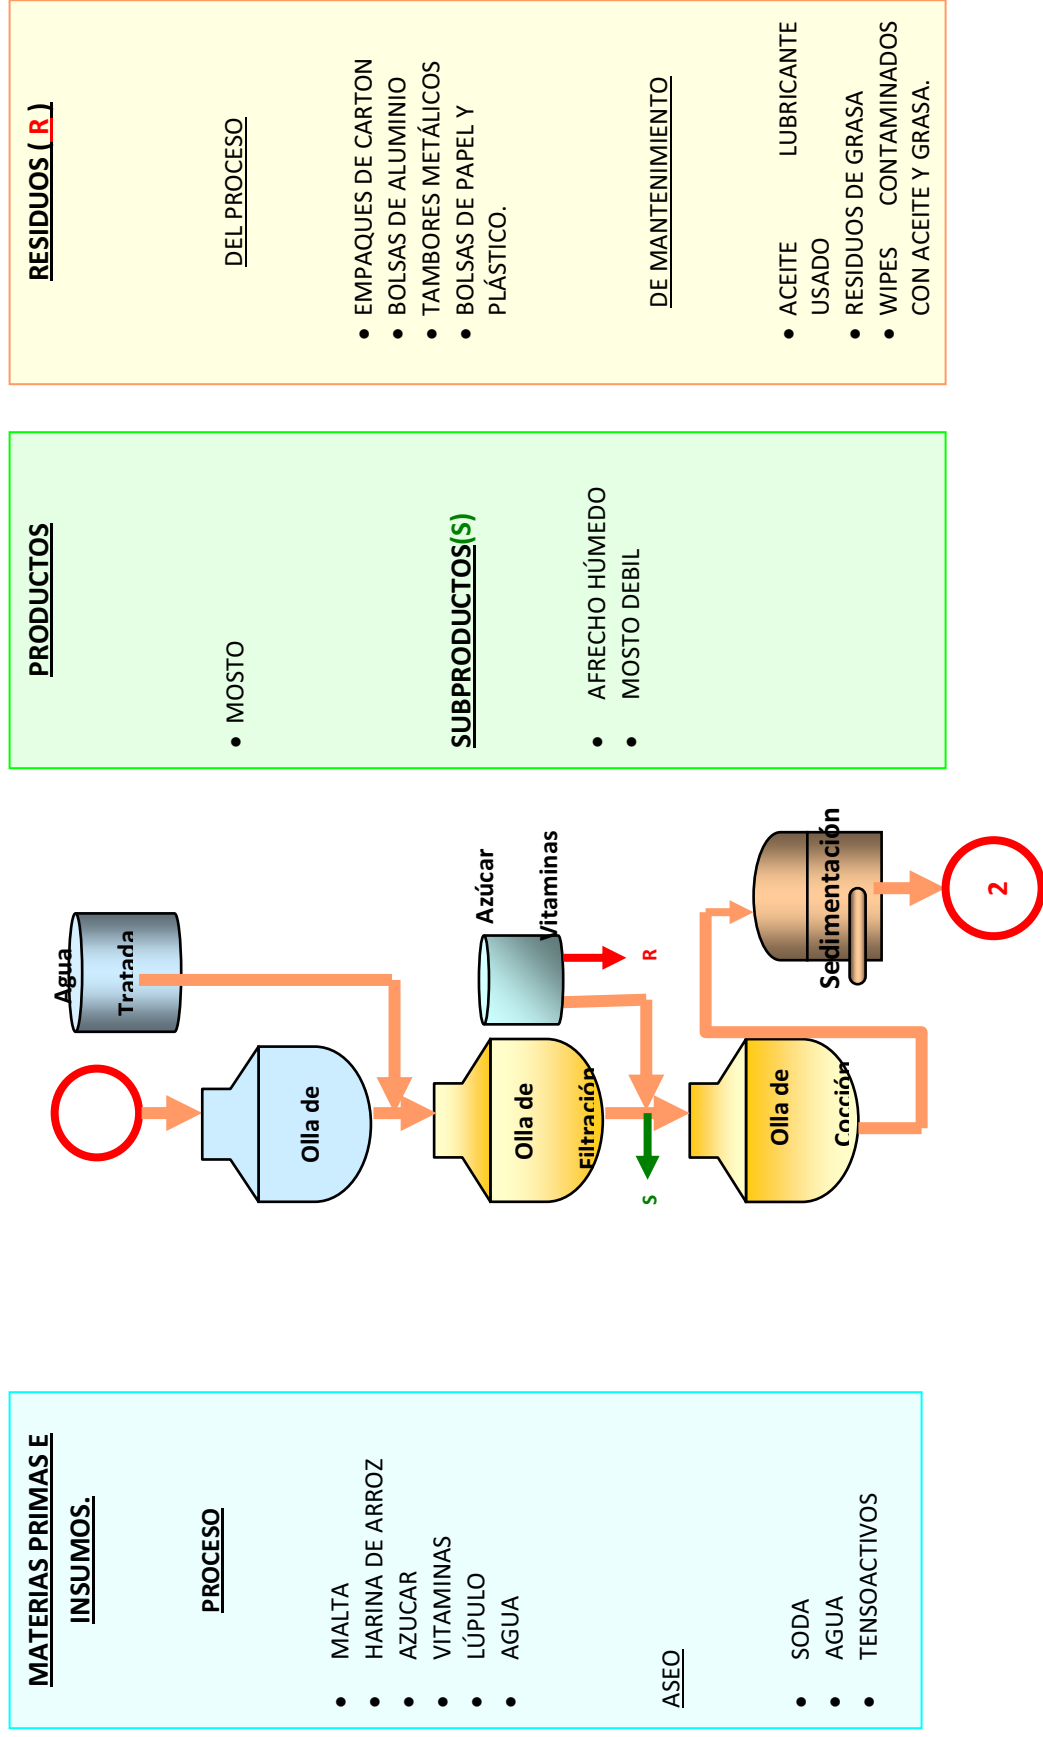 MATERIAS PRIMAS E
INSUMOS.
PROCESO
• MALTA
• HARINA DE ARROZ
• AZUCAR
• VITAMINAS
• LÚPULO
• AGUA
ASEO
• SODA
• AGUA
• TENSOACTIVOS
Agua
Tratada
Olla de
Olla de
Filtración
Azúcar
Vitaminas
R
S
Olla de
Cocción
Sedimentación
2
PRODUCTOS
• MOSTO
SUBPRODUCTOS(S)
• AFRECHO HÚMEDO
• MOSTO DEBIL
RESIDUOS ( R )
DEL PROCESO
• EMPAQUES DE CARTON
• BOLSAS DE ALUMINIO
• TAMBORES METÁLICOS
• BOLSAS DE PAPEL Y
PLÁSTICO.
DE MANTENIMIENTO
• ACEITE LUBRICANTE
USADO
• RESIDUOS DE GRASA
• WIPES CONTAMINADOS
CON ACEITE Y GRASA.